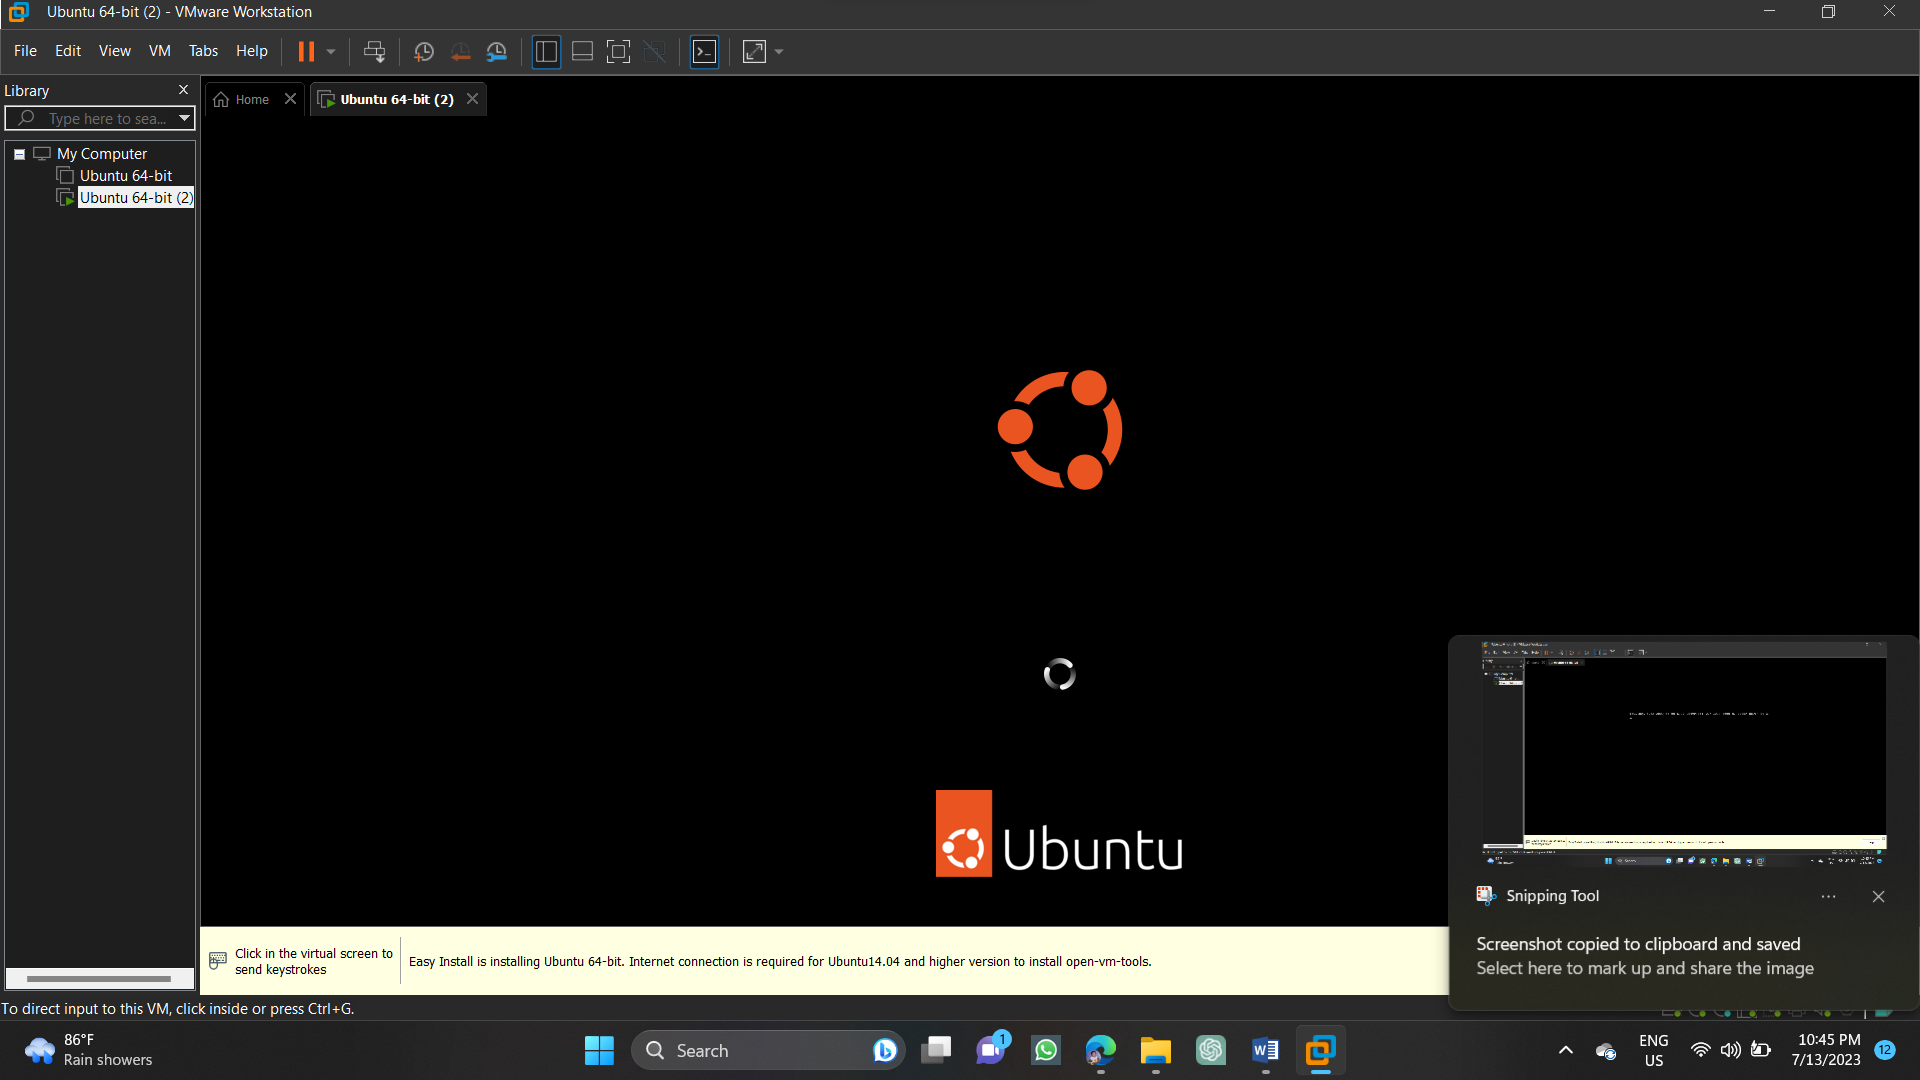 Ubuntu 64-bit (2) - VMware Workstation
File Edit View VM Tabs Help
Library
Type here to sea...
My Computer
Ubuntu 64-bit
Ubuntu 64-bit (2)
Home
Ubuntu 64-bit (2)
Ubuntu
Click in the virtual screen to
send keystrokes
Easy Install is installing Ubuntu 64-bit. Internet connection is required for Ubuntu14.04 and higher version to install open-vm-tools.
Snipping Tool
Screenshot copied to clipboard and saved
Select here to mark up and share the image
To direct input to this VM, click inside or press Ctrl+G.
86°F
Rain showers
Search
1
ENG
US
10:45 PM
7/13/2023
12